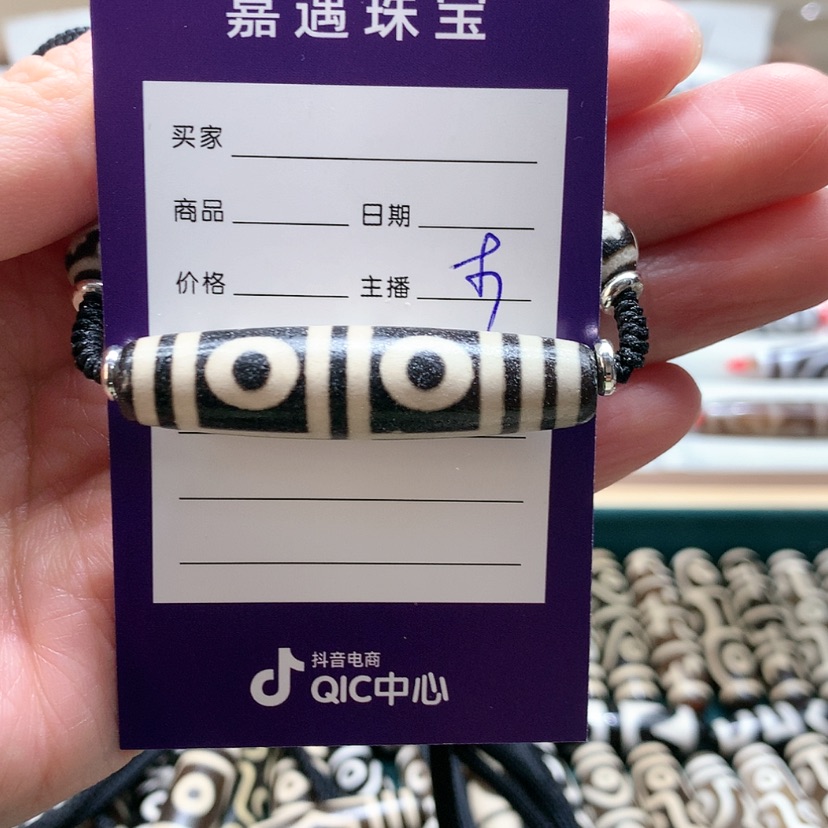 嘉遇珠宝
买家
商品 日期
价格 主播
抖音电商
QIC中心